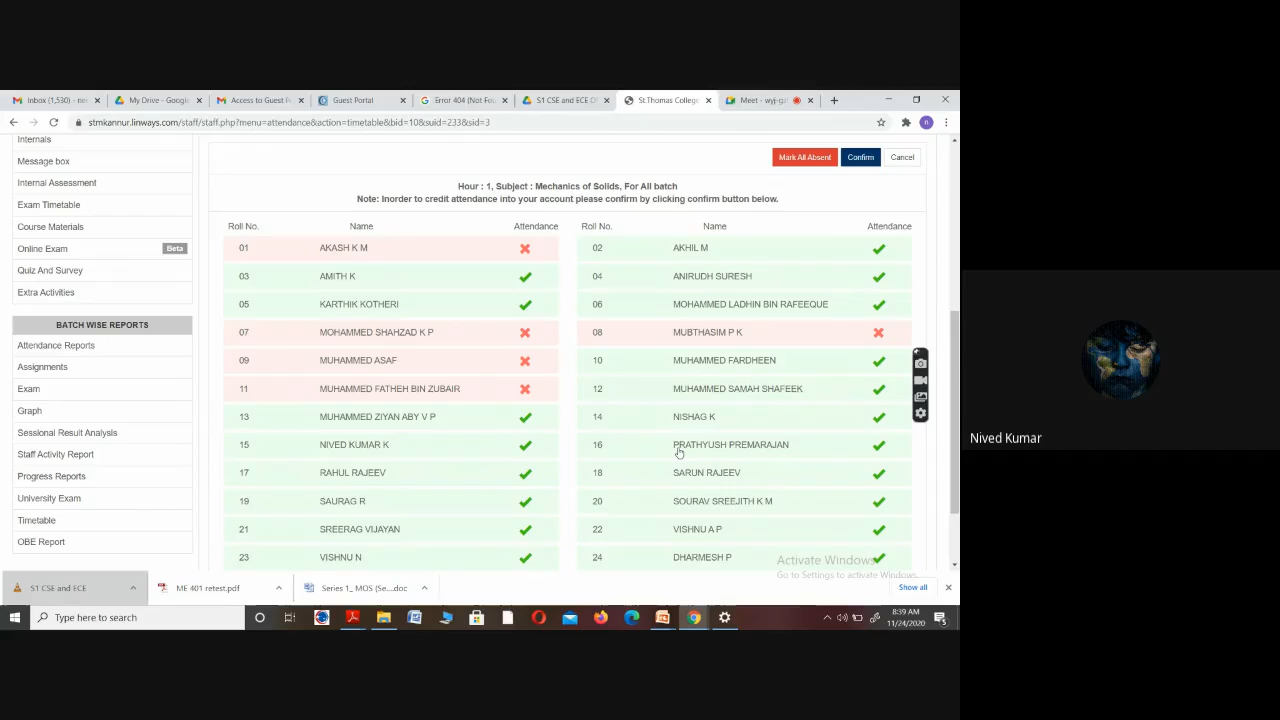 Inbox (1,530) - ne
My Drive - Google
Access to Guest P
Guest Portal
Error 404 (Not Fou
S1 CSE and ECE O
St.Thomas College
Meet - wyj-ga
stmkannur.linways.com/staff/staff.php?menu=attendance&action=timetable&bid=10&suid=233&sid=3
Internals
Message box
Internal Assessment
Exam Timetable
Course Materials
Online Exam Beta
Quiz And Survey
Extra Activities
BATCH WISE REPORTS
Attendance Reports
Assignments
Exam
Graph
Sessional Result Analysis
Staff Activity Report
Progress Reports
University Exam
Timetable
OBE Report
Mark All Absent Confirm Cancel
Hour : 1, Subject : Mechanics of Solids, For All batch
Note: Inorder to credit attendance into your account please confirm by clicking confirm button below.
Roll No. Name Attendance Roll No. Name Attendance
01 AKASH K M 02 AKHIL M
03 AMITH K 04 ANIRUDH SURESH
05 KARTHIK KOTHERI 06 MOHAMMED LADHIN BIN RAFEEQUE
07 MOHAMMED SHAHZAD K P 08 MUBTHASIM P K
09 MUHAMMED ASAF 10 MUHAMMED FARDHEEN
11 MUHAMMED FATHEH BIN ZUBAIR 12 MUHAMMED SAMAH SHAFEEK
13 MUHAMMED ZIYAN ABY V P 14 NISHAG K
15 NIVED KUMAR K 16 PRATHYUSH PREMARAJAN
17 RAHUL RAJEEV 18 SARUN RAJEEV
19 SAURAG R 20 SOURAV SREEJITH K M
21 SREERAG VIJAYAN 22 VISHNU A P
23 VISHNU N 24 DHARMESH P
Activate Windows
Go to Settings to activate Windows.
S1 CSE and ECE
ME 401 retest.pdf
Series 1_ MOS (Se....doc
Show all
Type here to search
8:39 AM
11/24/2020
5
Nived Kumar